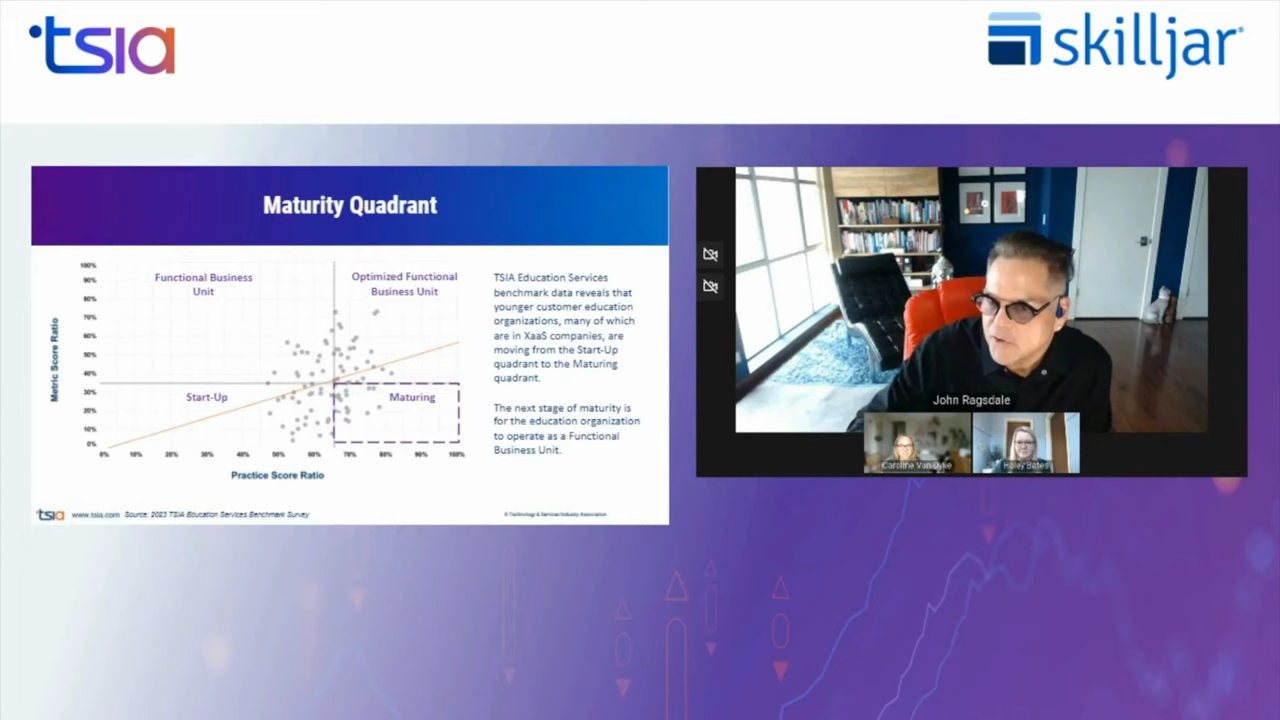 tsia
skilljar
Maturity Quadrant
100%
90%
80%
70%
60%
50%
40%
30%
20%
10%
0%
Metric Score Ratio
Functional Business
Unit
Optimized Functional
Business Unit
Start-Up
Maturing
0%
10%
20%
30%
40%
50%
60%
70%
80%
90%
100%
Practice Score Ratio
TSIA Education Services
benchmark data reveals that
younger customer education
organizations, many of which
are in XaaS companies, are
moving from the Start-Up
quadrant to the Maturing
quadrant.
The next stage of maturity is
for the education organization
to operate as a Functional
Business Unit.
tsia www.tsia.com Source: 2023 TSIA Education Services Benchmark Survey
© Technology & Services Industry Association
John Ragsdale
Caroline Van Dyke
Haley Bates